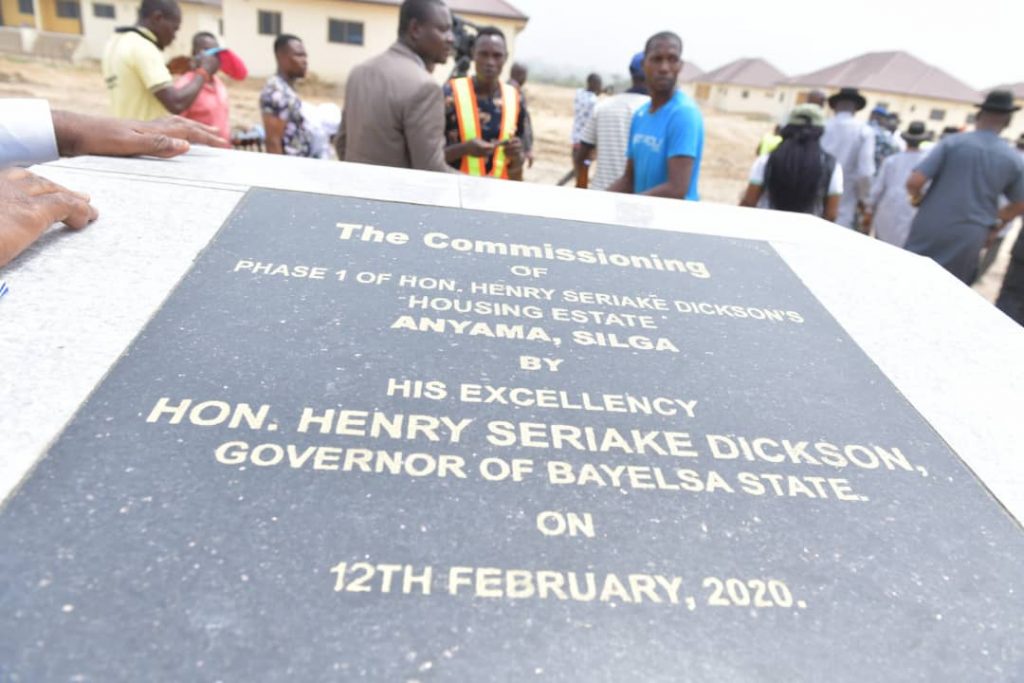 The Commissioning
OF
PHASE 1 OF HON. HENRY SERIAKE DICKSON'S
HOUSING ESTATE
ANYAMA, SILGA
BY
HIS EXCELLENCY
HON. HENRY SERIAKE DICKSON,
GOVERNOR OF BAYELSA STATE.
ON
12TH FEBRUARY, 2020.